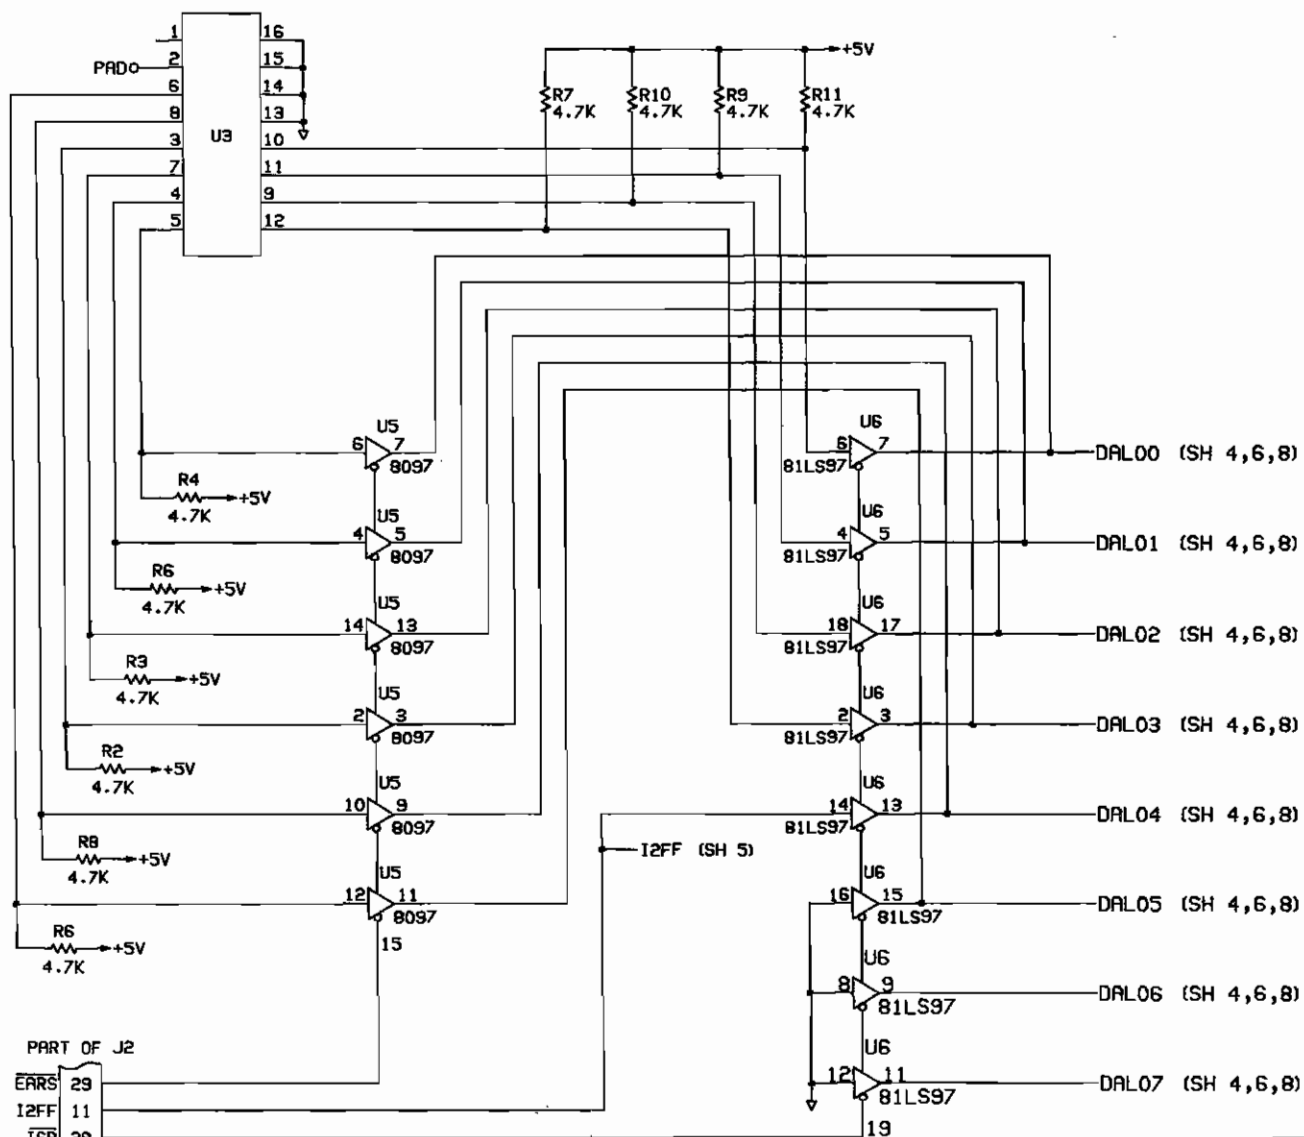 1 16
PAD 2 15
6 14
8 U3 13
3 10
7 11
4 9
5 12
+5V
R7 4.7K
R10 4.7K
R9 4.7K
R11 4.7K
U5 U6
6 7 8097 6 7 81LS97 DAL00 (SH 4,6,8)
R4 +5V
4.7K
U5 U6
4 5 8097 4 5 81LS97 DAL01 (SH 4,6,8)
R6 +5V
4.7K
U5 U6
14 13 8097 18 17 81LS97 DAL02 (SH 4,6,8)
R3 +5V
4.7K
U5 U6
2 3 8097 2 3 81LS97 DAL03 (SH 4,6,8)
R2 +5V
4.7K
U5 U6
10 9 8097 14 13 81LS97 DAL04 (SH 4,6,8)
I2FF (SH 5)
R8 +5V
4.7K
U5 U6
12 11 8097 16 15 81LS97 DAL05 (SH 4,6,8)
15
R6 +5V
4.7K
U6
8 9 81LS97 DAL06 (SH 4,6,8)
PART OF J2
U6
12 11 81LS97 DAL07 (SH 4,6,8)
EARS 29
I2FF 11
19